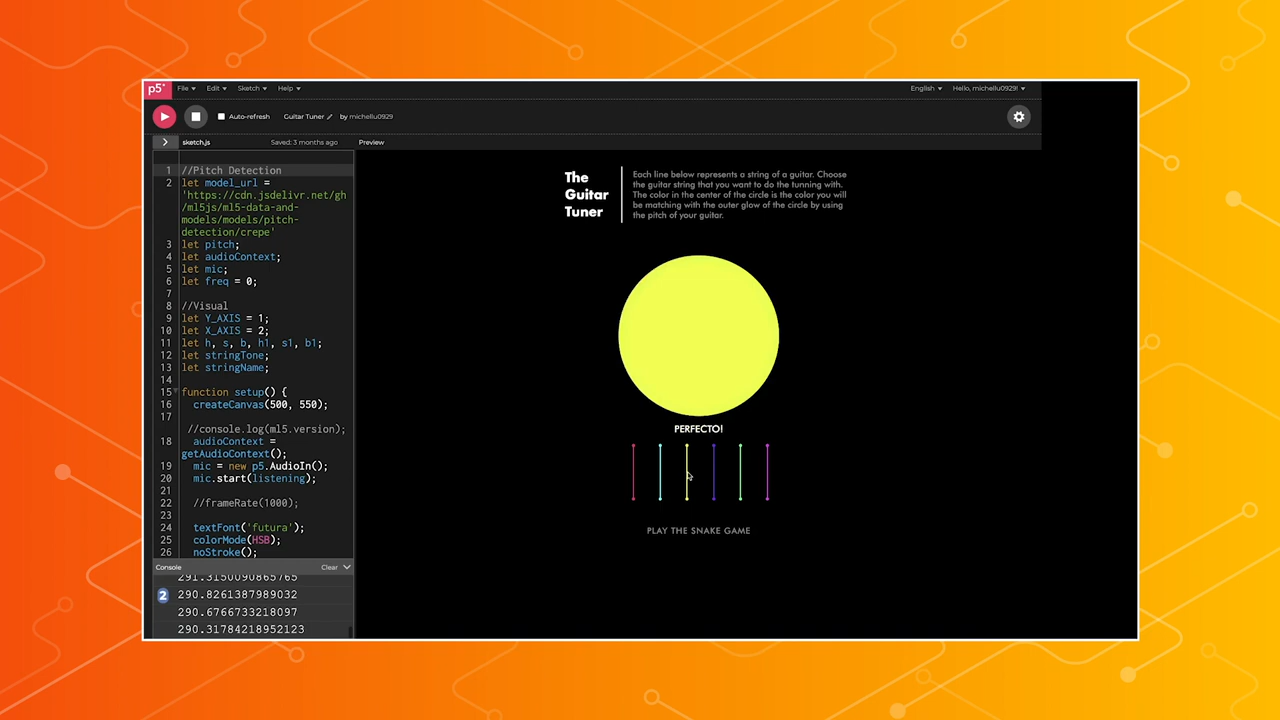 p5*
File Edit Sketch Help
English Hello, michellu0929!
Auto-refresh Guitar Tuner by michellu0929
sketch.js Saved: 3 months ago Preview
1 //Pitch Detection
2 let model_url =
'https://cdn.jsdelivr.net/gh
/ml5js/ml5-data-and-
models/models/pitch-
detection/crepe'
3 let pitch;
4 let audioContext;
5 let mic;
6 let freq = 0;
7
8 //Visual
9 let Y_AXIS = 1;
10 let X_AXIS = 2;
11 let h, s, b, h1, s1, b1;
12 let stringTone;
13 let stringName;
14
15 function setup() {
16 createCanvas(500, 550);
17
//console.log(ml5.version);
18 audioContext =
getAudioContext();
19 mic = new p5.AudioIn();
20 mic.start(listening);
21
22 //frameRate(1000);
23
24 textFont('futura');
25 colorMode(HSB);
26 noStroke();
Console Clear
291.3150090865765
2 290.8261387989032
290.6766733218097
290.31784218952123
The
Guitar
Tuner
Each line below represents a string of a guitar. Choose
the guitar string that you want to do the tunning with.
The color in the center of the circle is the color you will
be matching with the outer glow of the circle by using
the pitch of your guitar.
PERFECTO!
PLAY THE SNAKE GAME